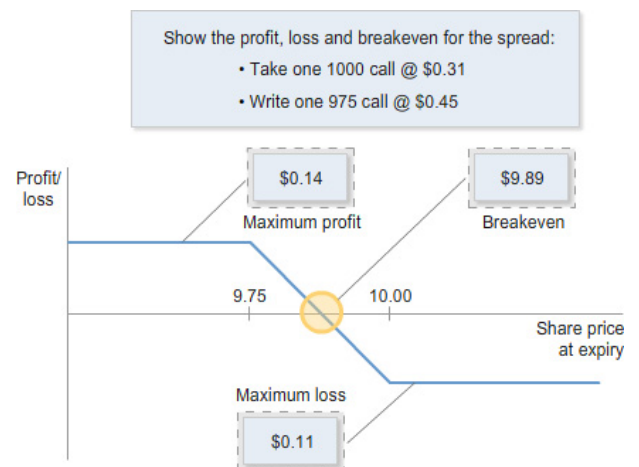 Show the profit, loss and breakeven for the spread:
• Take one 1000 call @ $0.31
• Write one 975 call @ $0.45
Profit/
loss
$0.14
Maximum profit
$9.89
Breakeven
9.75
10.00
Share price
at expiry
Maximum loss
$0.11